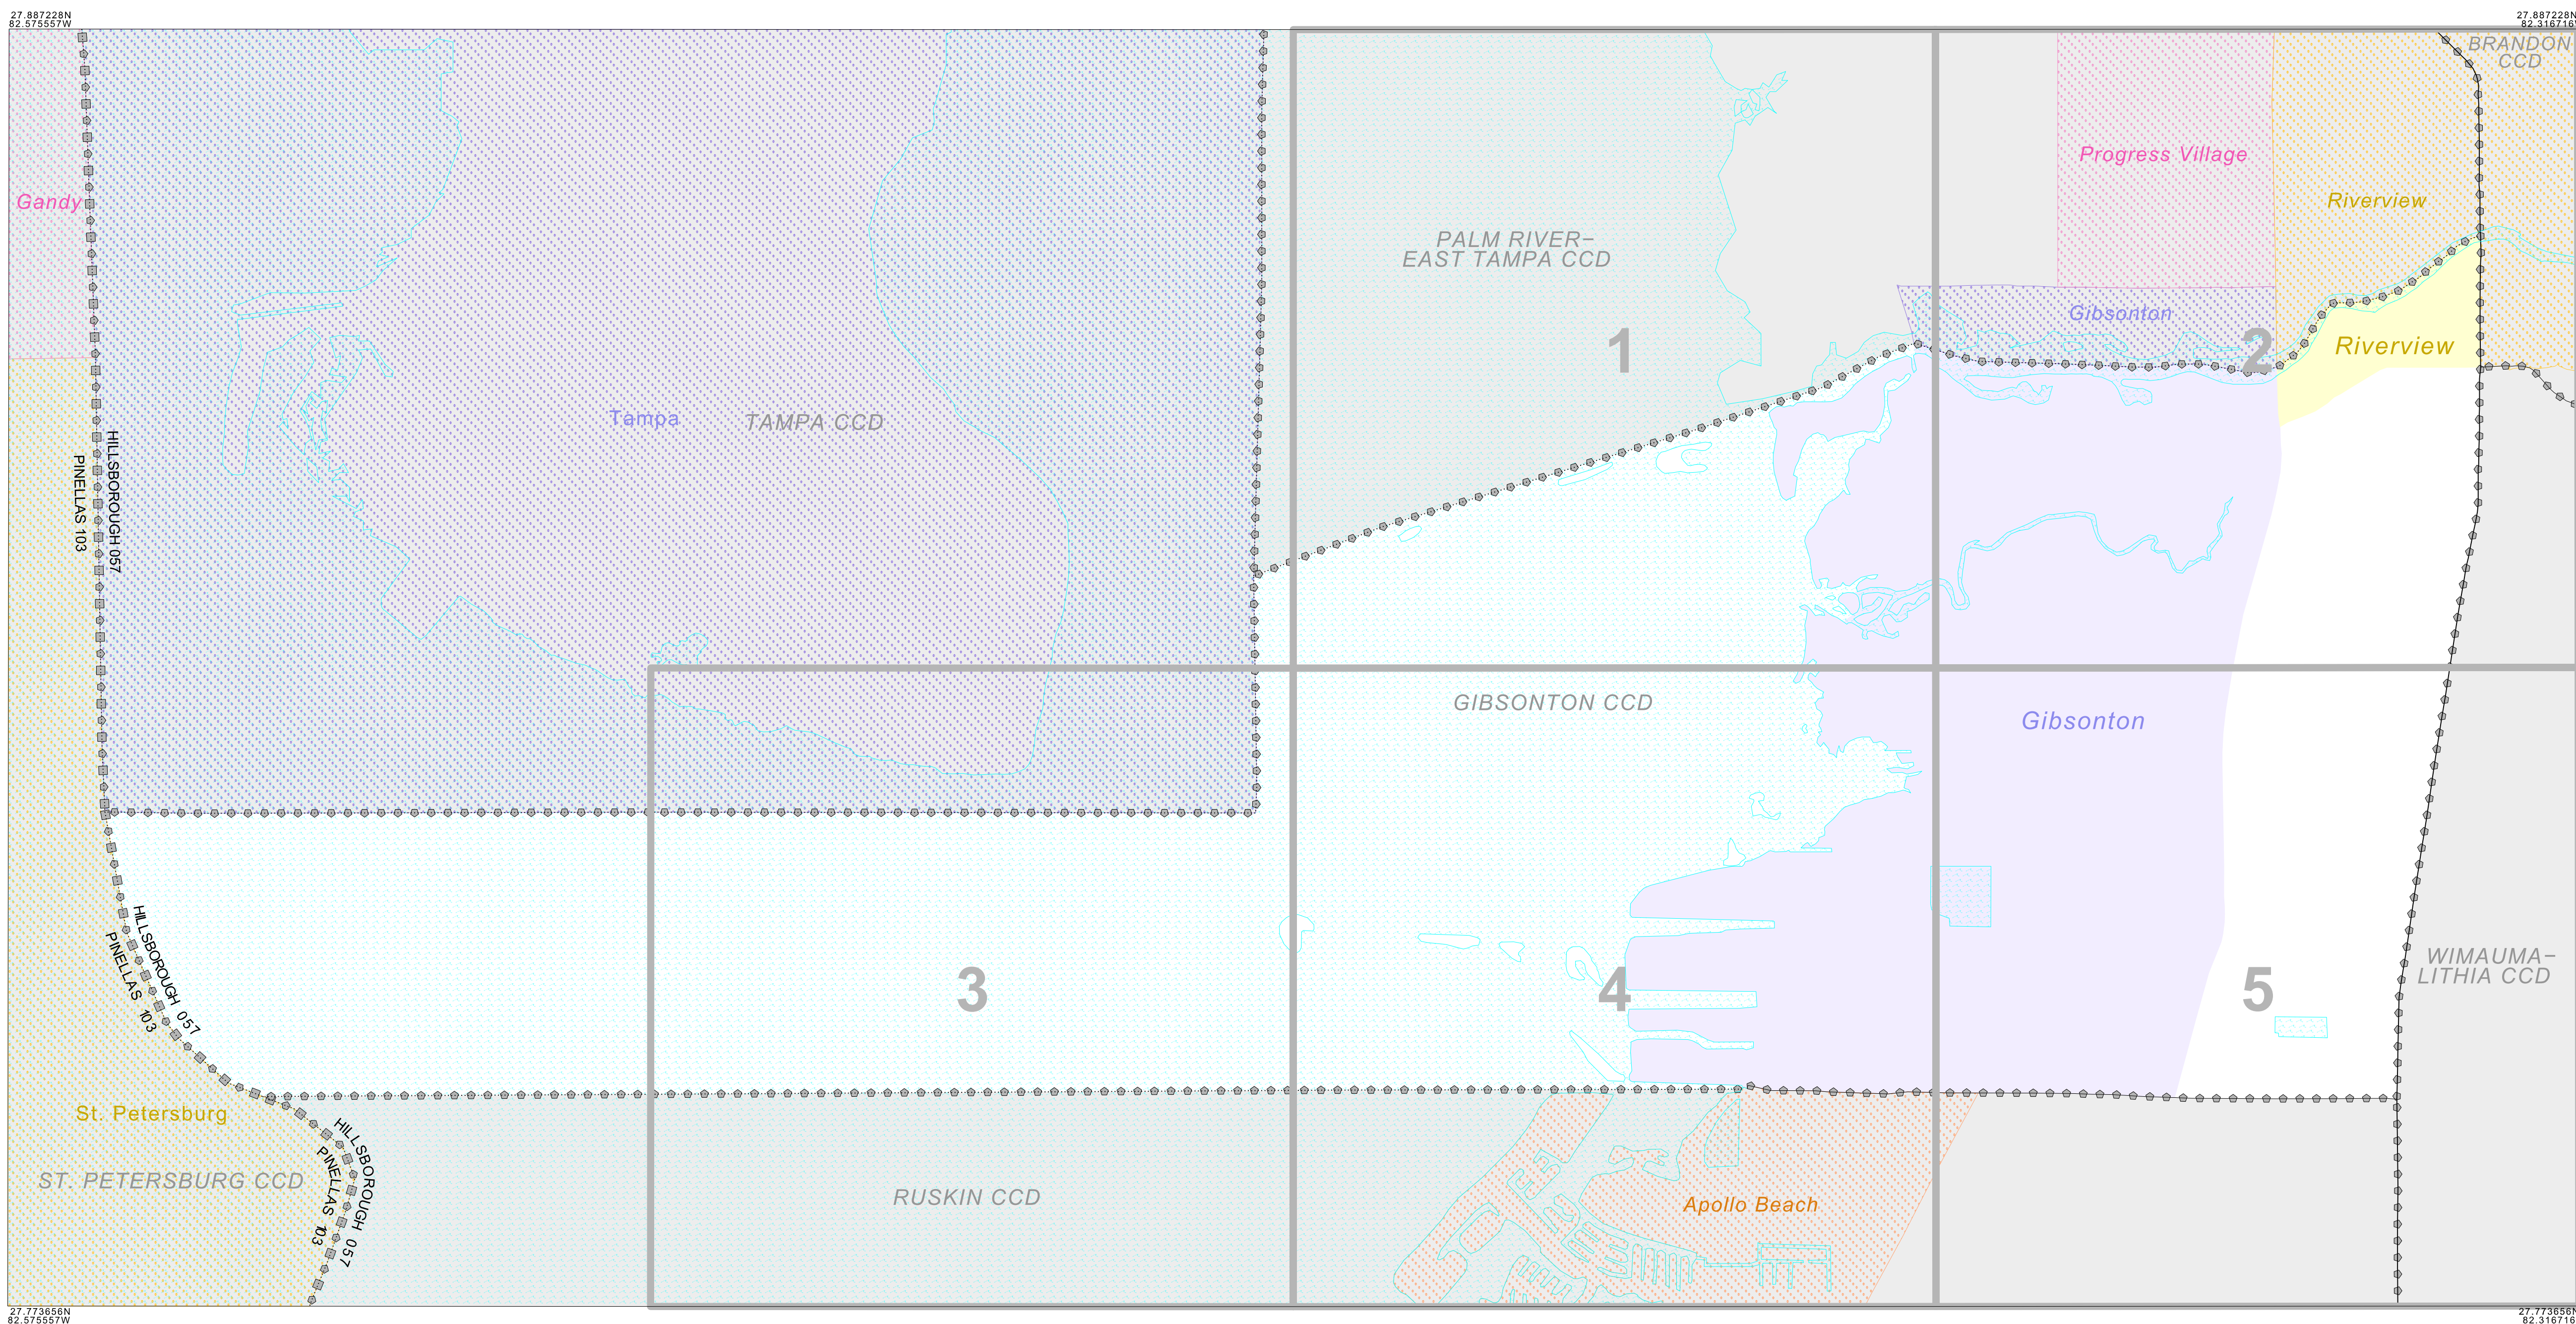 27.887228N
82.575557W
27.887228N
82.316716W
BRANDON
CCD
Progress Village
Gandy
Riverview
PALM RIVER–
EAST TAMPA CCD
Gibsonton
1
2
Riverview
Tampa
TAMPA CCD
HILLSBOROUGH 057
PINELLAS 103
GIBSONTON CCD
Gibsonton
HILLSBOROUGH 057
PINELLAS 103
WIMAUMA–
LITHIA CCD
3
4
5
St. Petersburg
HILLSBOROUGH 057
PINELLAS 103
ST. PETERSBURG CCD
RUSKIN CCD
Apollo Beach
27.773656N
82.575557W
27.773656N
82.316716